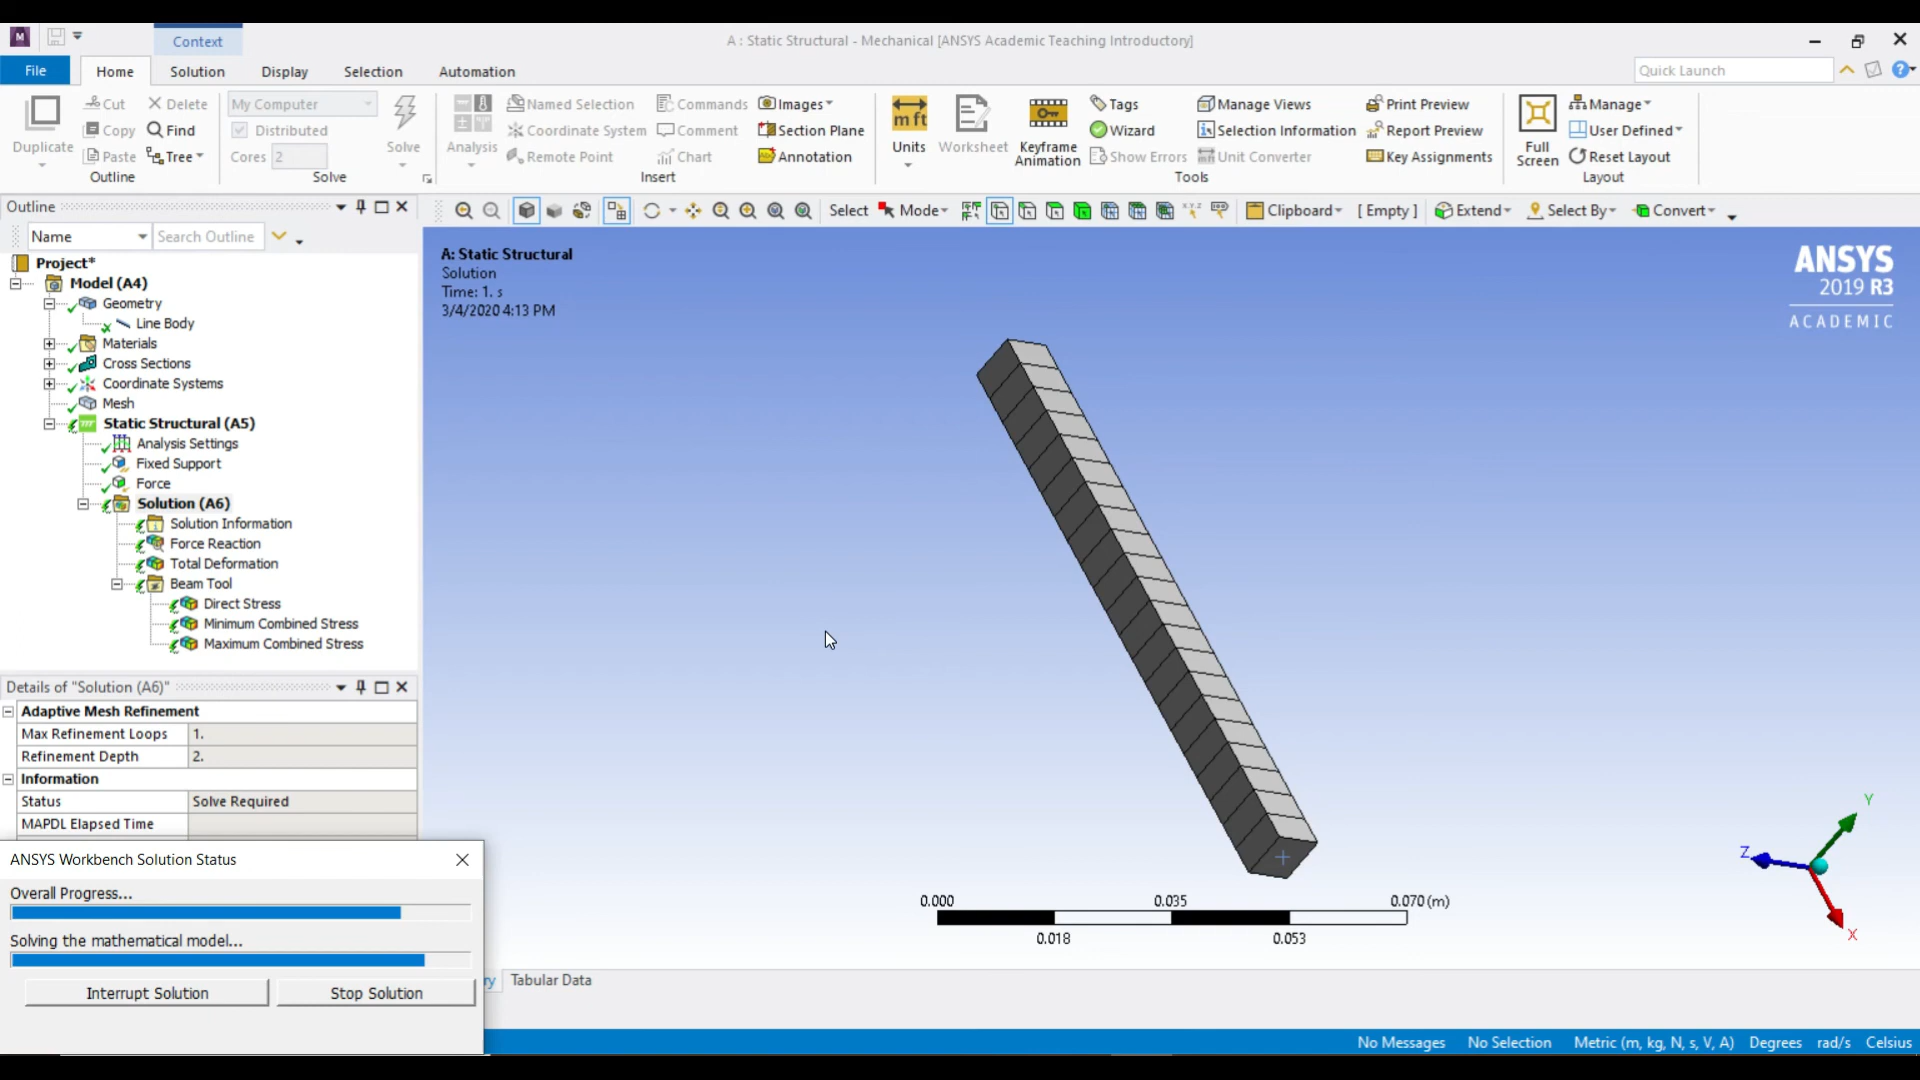 M
Context
A : Static Structural - Mechanical [ANSYS Academic Teaching Introductory]
File
Home
Solution
Display
Selection
Automation
Quick Launch
Duplicate
Cut
Delete
Copy
Find
Paste
Tree
Outline
My Computer
Distributed
Cores 2
Solve
Solve
Analysis
Named Selection
Commands
Images
Coordinate System
Comment
Section Plane
Remote Point
Chart
Annotation
Insert
m ft
Units
Worksheet
Keyframe
Animation
Tags
Wizard
Show Errors
Manage Views
Selection Information
Unit Converter
Print Preview
Report Preview
Key Assignments
Tools
Full
Screen
Manage
User Defined
Reset Layout
Layout
Outline
Select
Mode
Clipboard
[ Empty ]
Extend
Select By
Convert
Name
Search Outline
Project*
Model (A4)
Geometry
Line Body
Materials
Cross Sections
Coordinate Systems
Mesh
Static Structural (A5)
Analysis Settings
Fixed Support
Force
Solution (A6)
Solution Information
Force Reaction
Total Deformation
Beam Tool
Direct Stress
Minimum Combined Stress
Maximum Combined Stress
Details of "Solution (A6)"
Adaptive Mesh Refinement
Max Refinement Loops 1.
Refinement Depth 2.
Information
Status Solve Required
MAPDL Elapsed Time
ANSYS Workbench Solution Status
Overall Progress...
Solving the mathematical model...
Interrupt Solution
Stop Solution
A: Static Structural
Solution
Time: 1. s
3/4/2020 4:13 PM
ANSYS
2019 R3
ACADEMIC
0.000 0.035 0.070 (m)
0.018 0.053
Y
Z
X
ry
Tabular Data
No Messages
No Selection
Metric (m, kg, N, s, V, A)
Degrees
rad/s
Celsius